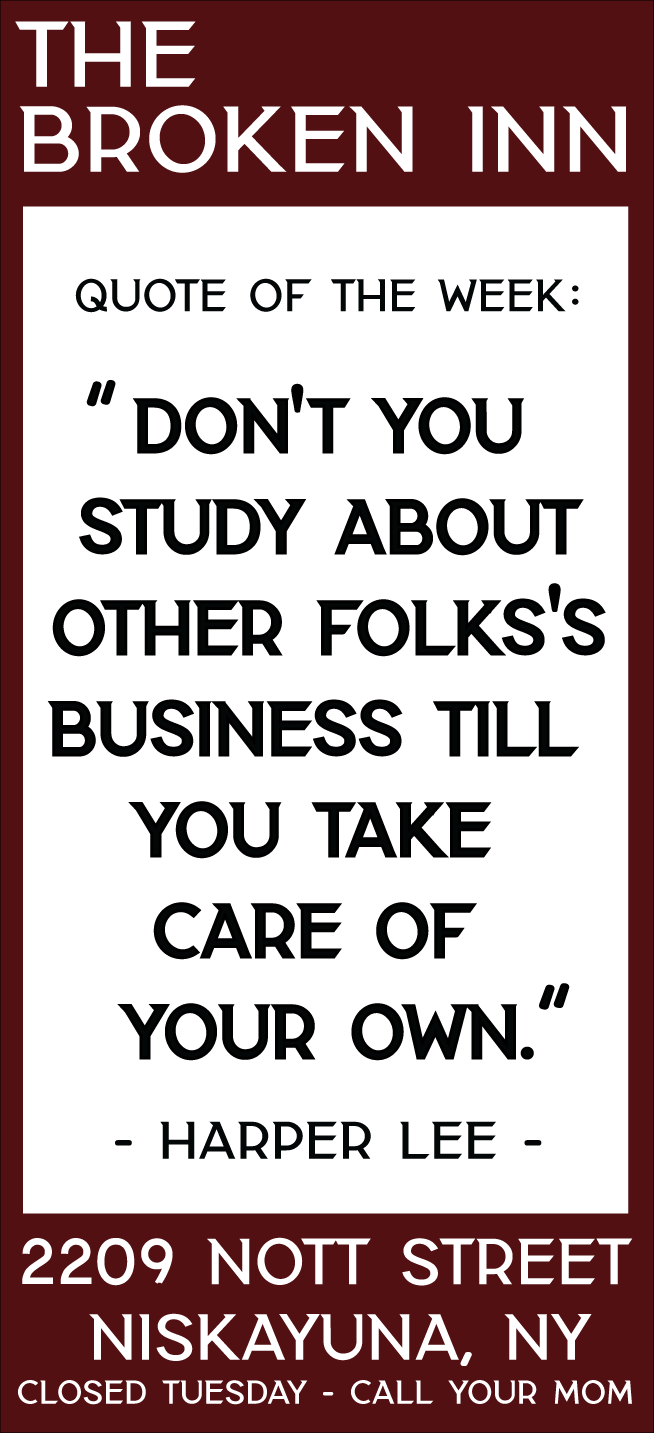 THE
BROKEN INN
QUOTE OF THE WEEK:
"DON'T YOU
STUDY ABOUT
OTHER FOLKS'S
BUSINESS TILL
YOU TAKE
CARE OF
YOUR OWN."
- HARPER LEE -
2209 NOTT STREET
NISKAYUNA, NY
CLOSED TUESDAY - CALL YOUR MOM